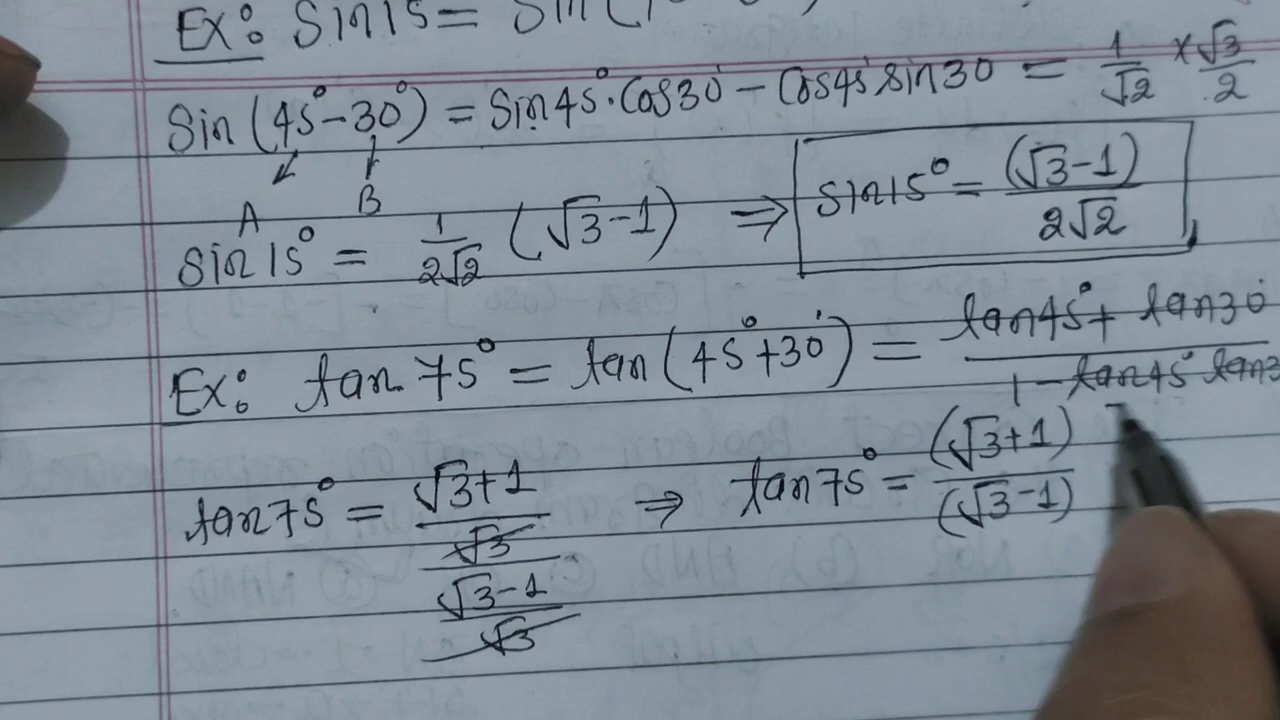 Ex: Sin15 = Sin(
Sin(45°-30°) = Sin45°.Cos30° - Cos45° sin30 = 1/√2 × √3/2
A B
Sin15° = 1/2√2 (√3-1) ⇒ Sin15° = (√3-1)/2√2
Ex: tan75° = tan(45°+30°) = tan45°+ tan30°/1 - tan45° tan3
tan75° = √3+1/√3/√3-1/√3 ⇒ tan75° = (√3+1)/(√3-1)